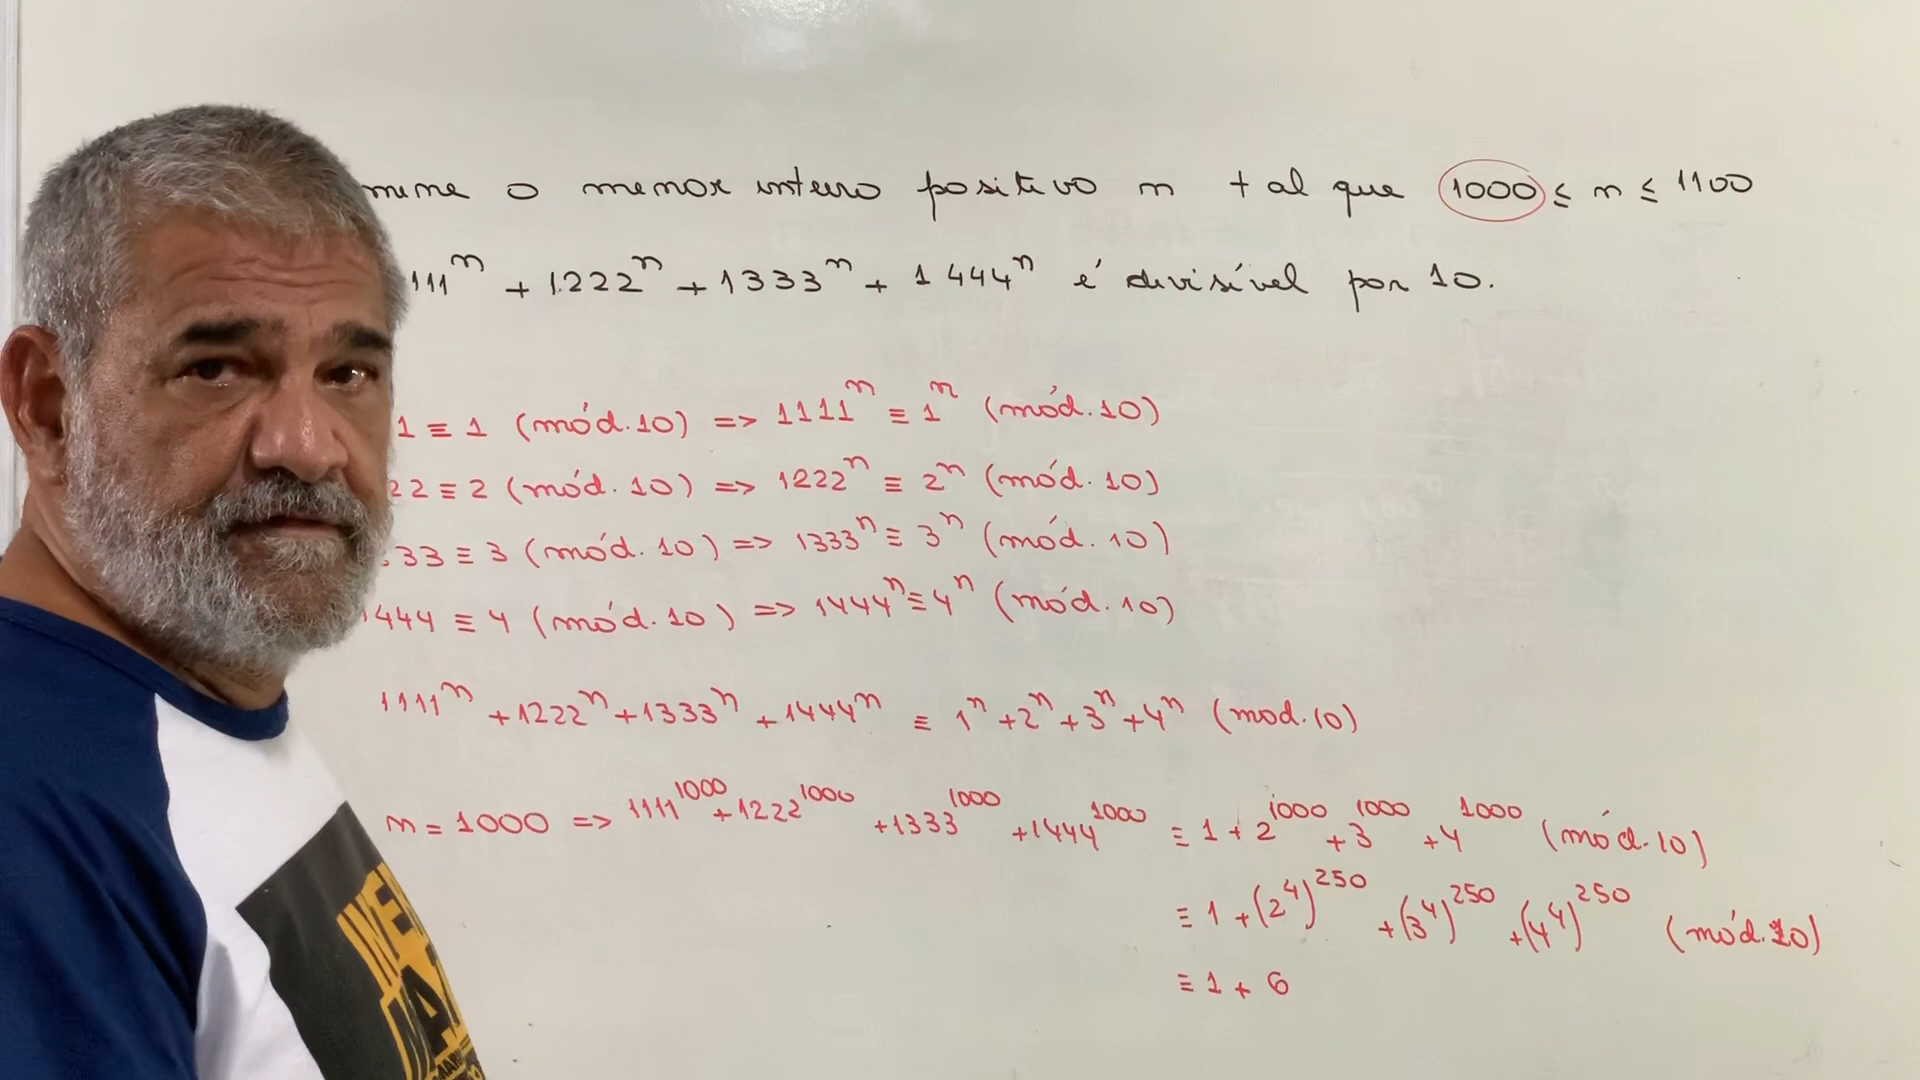 o menor inteiro positivo n tal que 1000 ≤ n ≤ 1100
111ⁿ + 1222ⁿ + 1333ⁿ + 1444ⁿ é divisível por 10.
1 ≡ 1 (mód. 10) => 1111ⁿ ≡ 1ⁿ (mód. 10)
22 ≡ 2 (mód. 10) => 1222ⁿ ≡ 2ⁿ (mód. 10)
333 ≡ 3 (mód. 10) => 1333ⁿ ≡ 3ⁿ (mód. 10)
1444 ≡ 4 (mód. 10) => 1444ⁿ ≡ 4ⁿ (mód. 10)
1111ⁿ + 1222ⁿ + 1333ⁿ + 1444ⁿ ≡ 1ⁿ + 2ⁿ + 3ⁿ + 4ⁿ (mod. 10)
n = 1000 => 1111¹⁰⁰⁰ + 1222¹⁰⁰⁰ + 1333¹⁰⁰⁰ + 1444¹⁰⁰⁰ ≡ 1 + 2¹⁰⁰⁰ + 3¹⁰⁰⁰ + 4¹⁰⁰⁰ (mód. 10)
≡ 1 + (2⁴)²⁵⁰ + (3⁴)²⁵⁰ + (4⁴)²⁵⁰ (mód. 10)
≡ 1 + 6